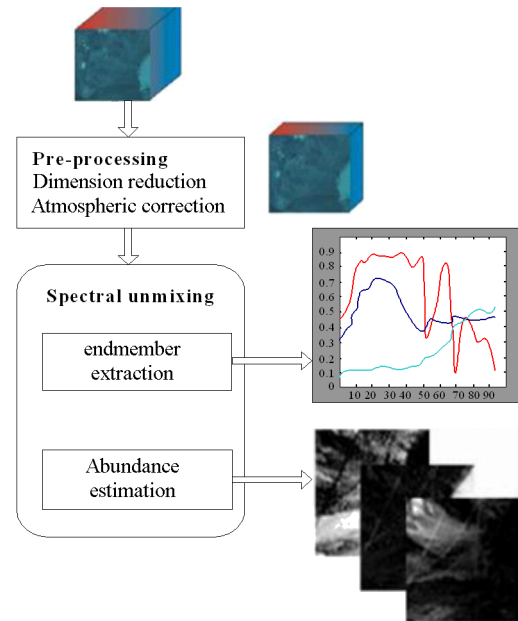 Pre-processing
Dimension reduction
Atmospheric correction
Spectral unmixing
endmember
extraction
0.9
0.8
0.7
0.6
0.5
0.4
0.3
0.2
0.1
0
10 20 30 40 50 60 70 80 90
Abundance
estimation